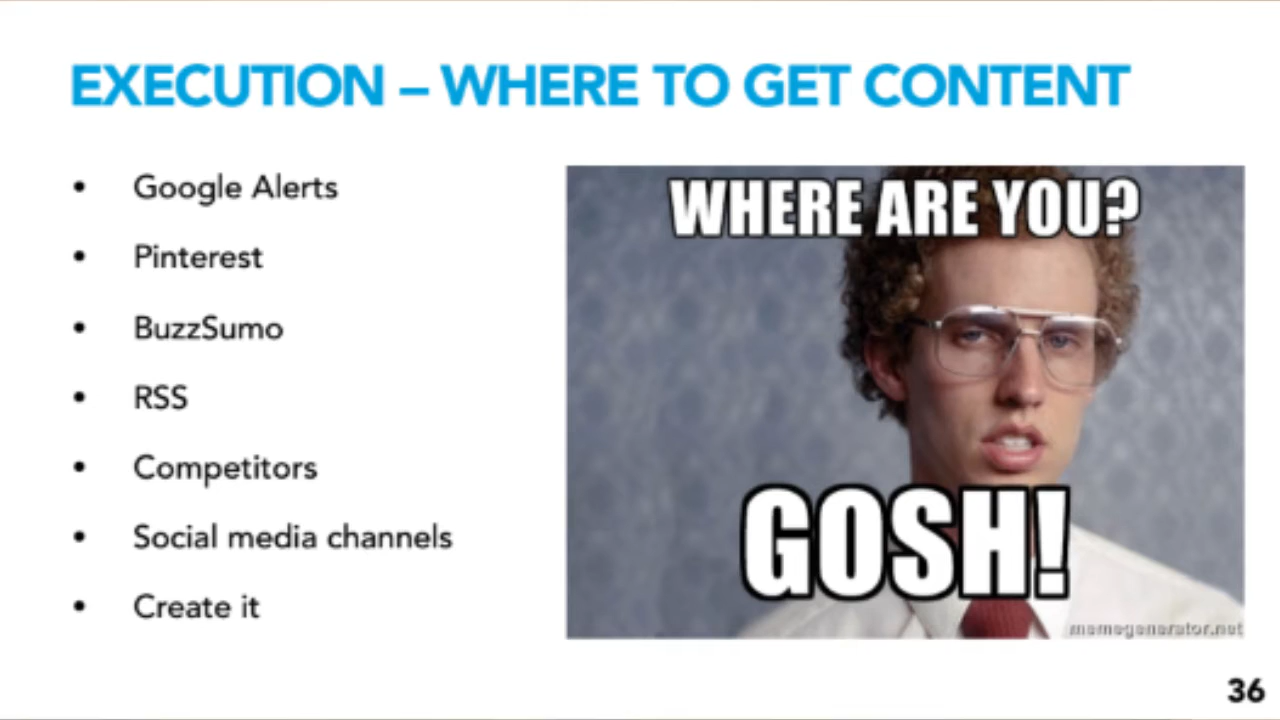 EXECUTION – WHERE TO GET CONTENT
• Google Alerts
• Pinterest
• BuzzSumo
• RSS
• Competitors
• Social media channels
• Create it
WHERE ARE YOU?
GOSH!
memegenerator.net
36